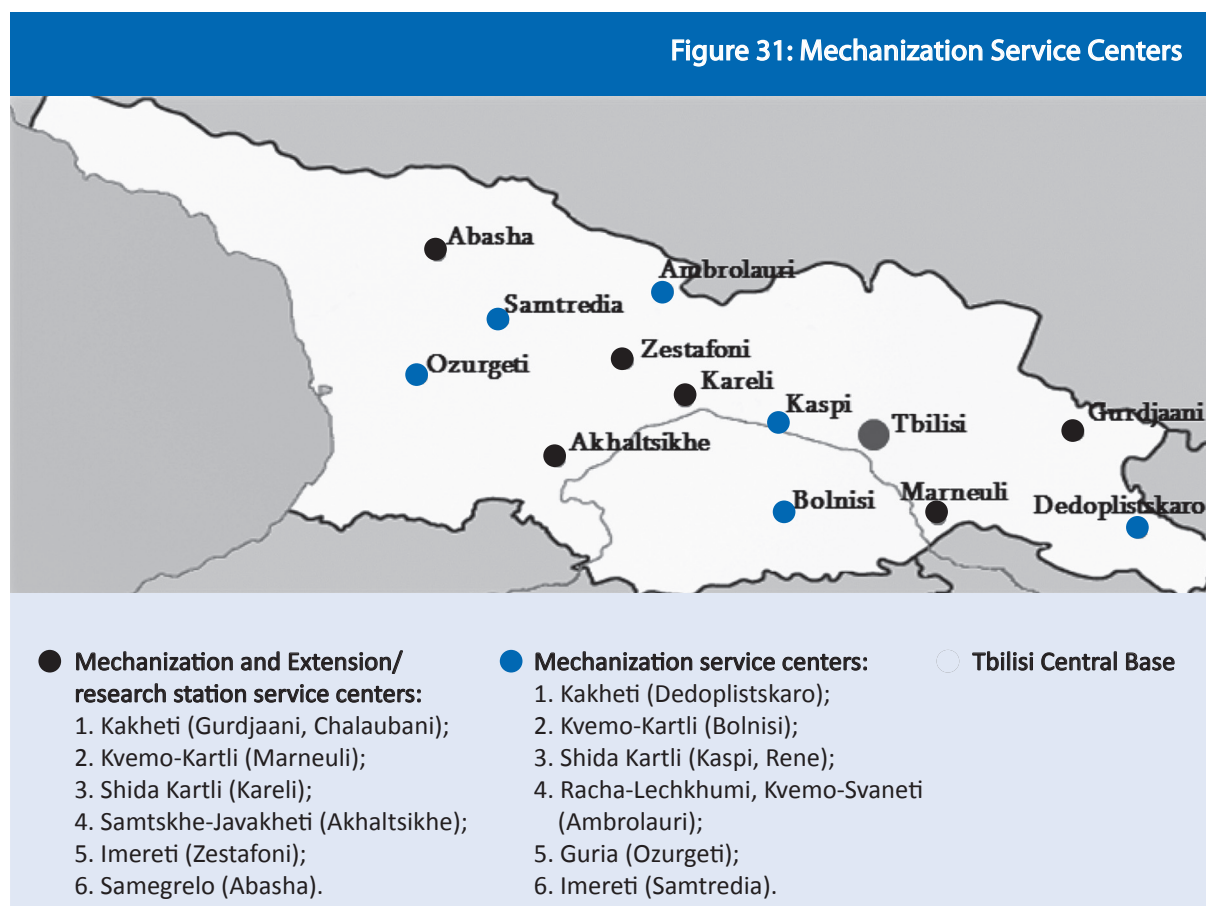 Figure 31: Mechanization Service Centers
Abasha
Ambrolauri
Samtredia
Zestafoni
Ozurgeti
Kareli
Kaspi
Gurdjaani
Tbilisi
Akhaltsikhe
Marneuli
Bolnisi
Dedoplistskaro
Mechanization and Extension/
research station service centers:
1. Kakheti (Gurdjaani, Chalaubani);
2. Kvemo-Kartli (Marneuli);
3. Shida Kartli (Kareli);
4. Samtskhe-Javakheti (Akhaltsikhe);
5. Imereti (Zestafoni);
6. Samegrelo (Abasha).
Mechanization service centers:
1. Kakheti (Dedoplistskaro);
2. Kvemo-Kartli (Bolnisi);
3. Shida Kartli (Kaspi, Rene);
4. Racha-Lechkhumi, Kvemo-Svaneti
(Ambrolauri);
5. Guria (Ozurgeti);
6. Imereti (Samtredia).
Tbilisi Central Base